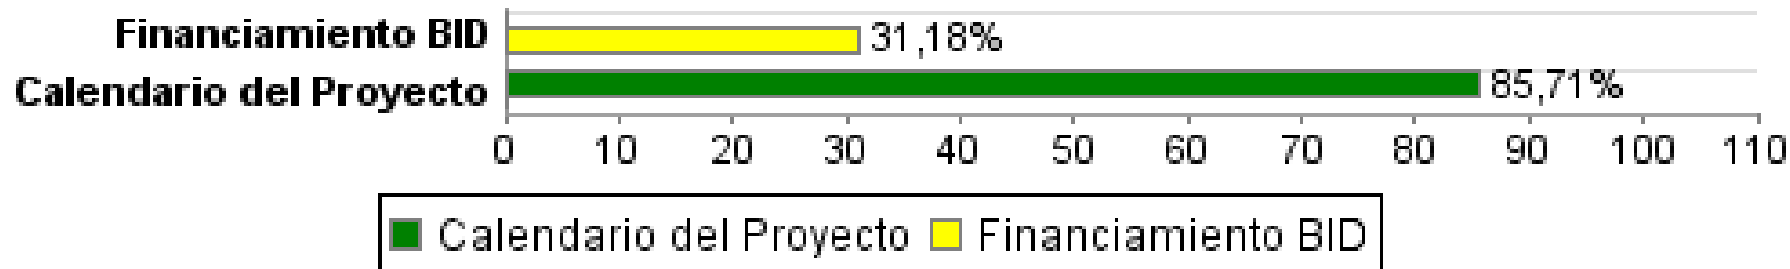 Financiamiento BID 31,18%
Calendario del Proyecto 85,71%
0 10 20 30 40 50 60 70 80 90 100 110
Calendario del Proyecto Financiamiento BID